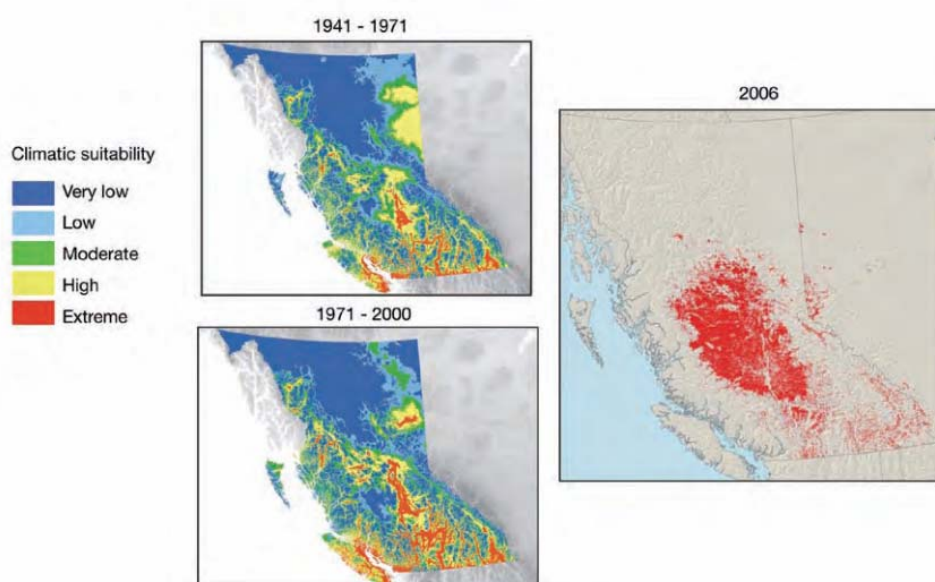 1941 - 1971
2006
Climatic suitability
Very low
Low
Moderate
High
Extreme
1971 - 2000